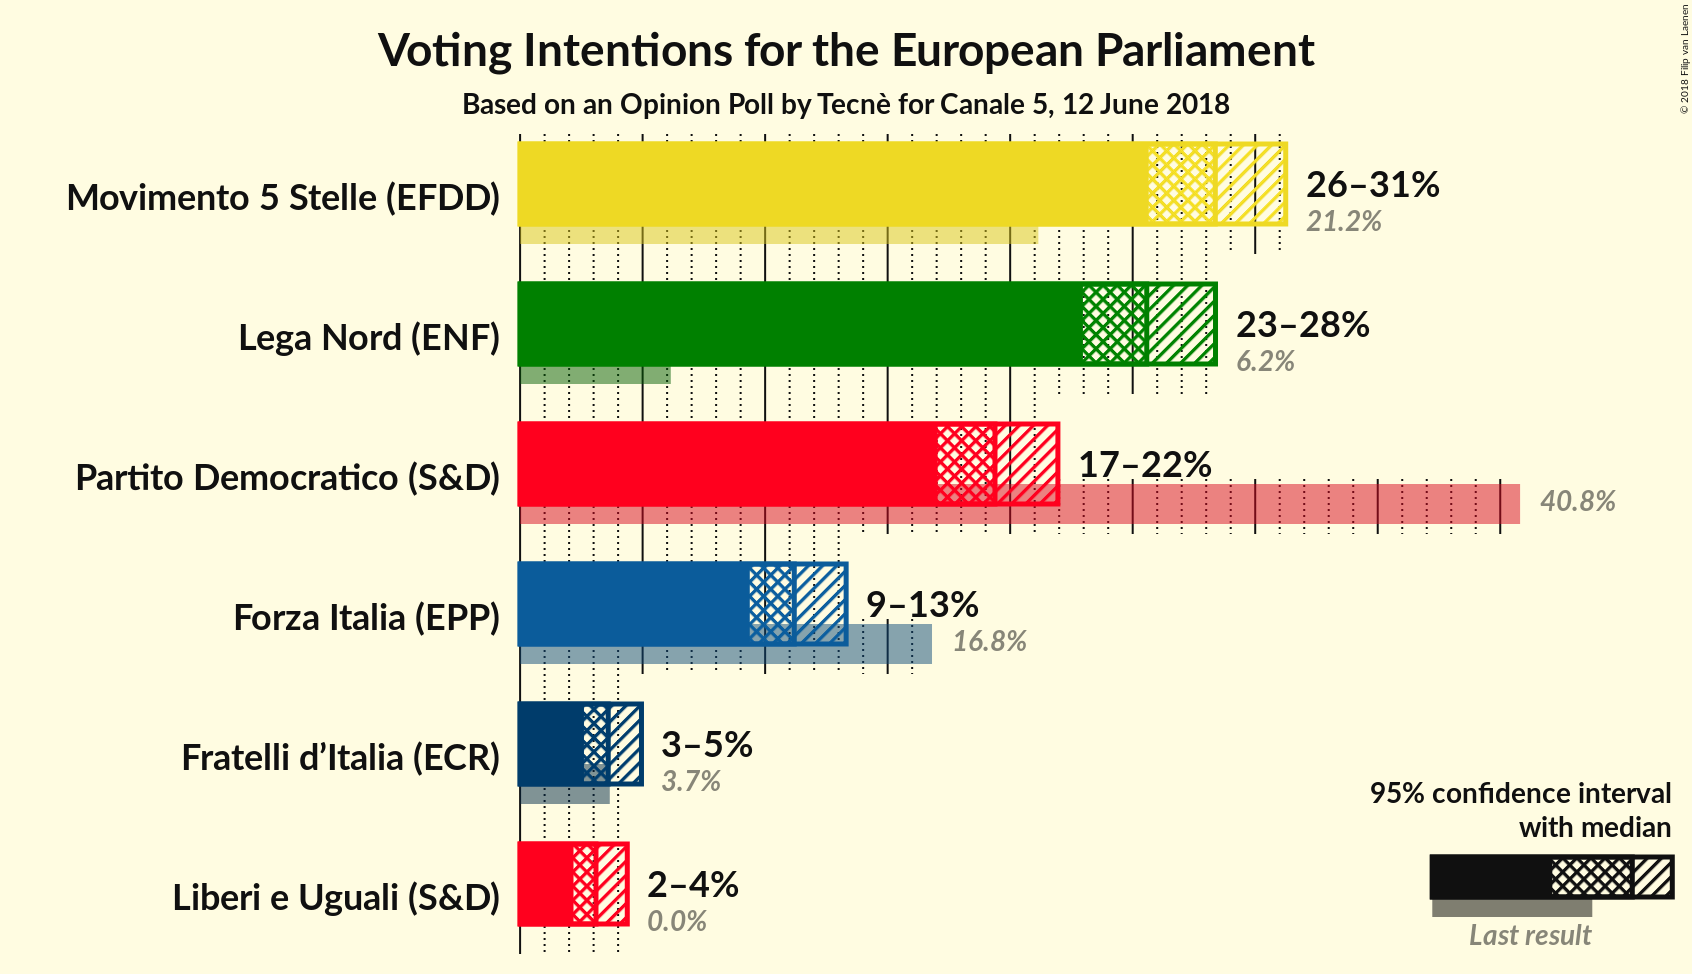 Voting Intentions for the European Parliament
Based on an Opinion Poll by Tecnè for Canale 5, 12 June 2018
© 2018 Filip van Laenen
Movimento 5 Stelle (EFDD)
26–31%
21.2%
Lega Nord (ENF)
23–28%
6.2%
Partito Democratico (S&D)
17–22%
40.8%
Forza Italia (EPP)
9–13%
16.8%
Fratelli d’Italia (ECR)
3–5%
3.7%
Liberi e Uguali (S&D)
2–4%
0.0%
95% confidence interval
with median
Last result